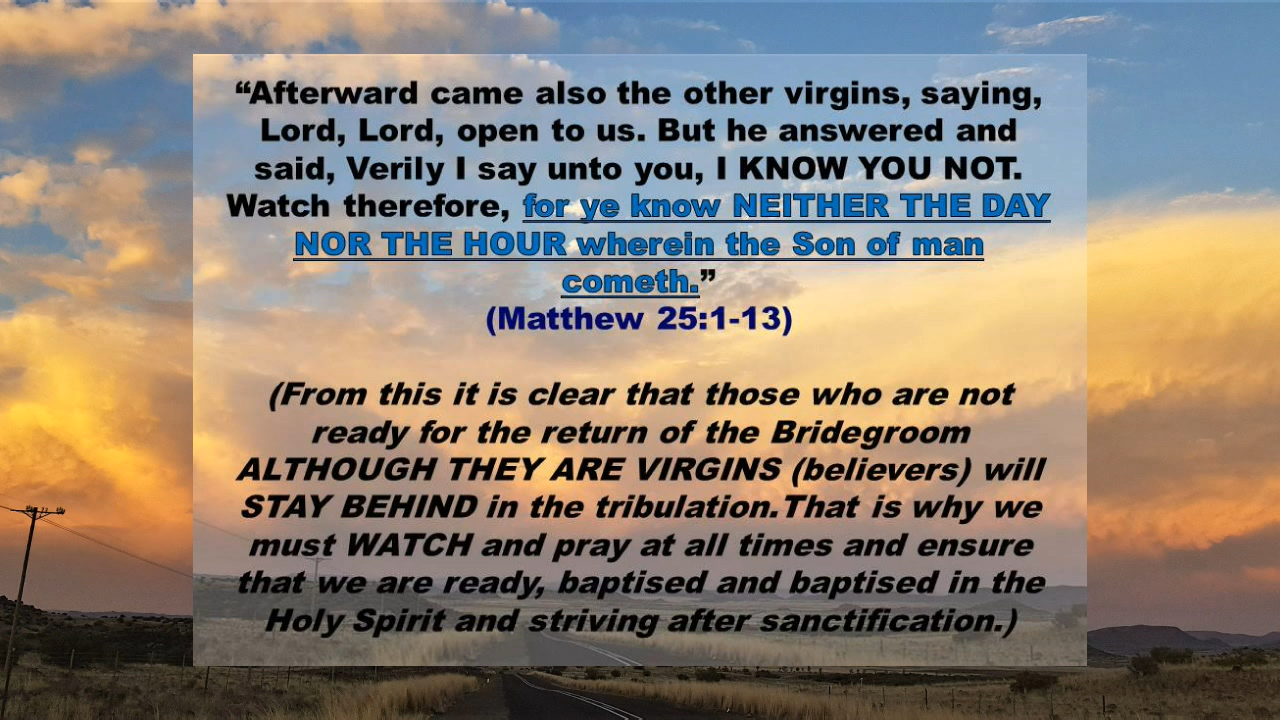 “Afterward came also the other virgins, saying,
Lord, Lord, open to us. But he answered and
said, Verily I say unto you, I KNOW YOU NOT.
Watch therefore, for ye know NEITHER THE DAY
NOR THE HOUR wherein the Son of man
cometh.”
(Matthew 25:1-13)
(From this it is clear that those who are not
ready for the return of the Bridegroom
ALTHOUGH THEY ARE VIRGINS (believers) will
STAY BEHIND in the tribulation.That is why we
must WATCH and pray at all times and ensure
that we are ready, baptised and baptised in the
Holy Spirit and striving after sanctification.)